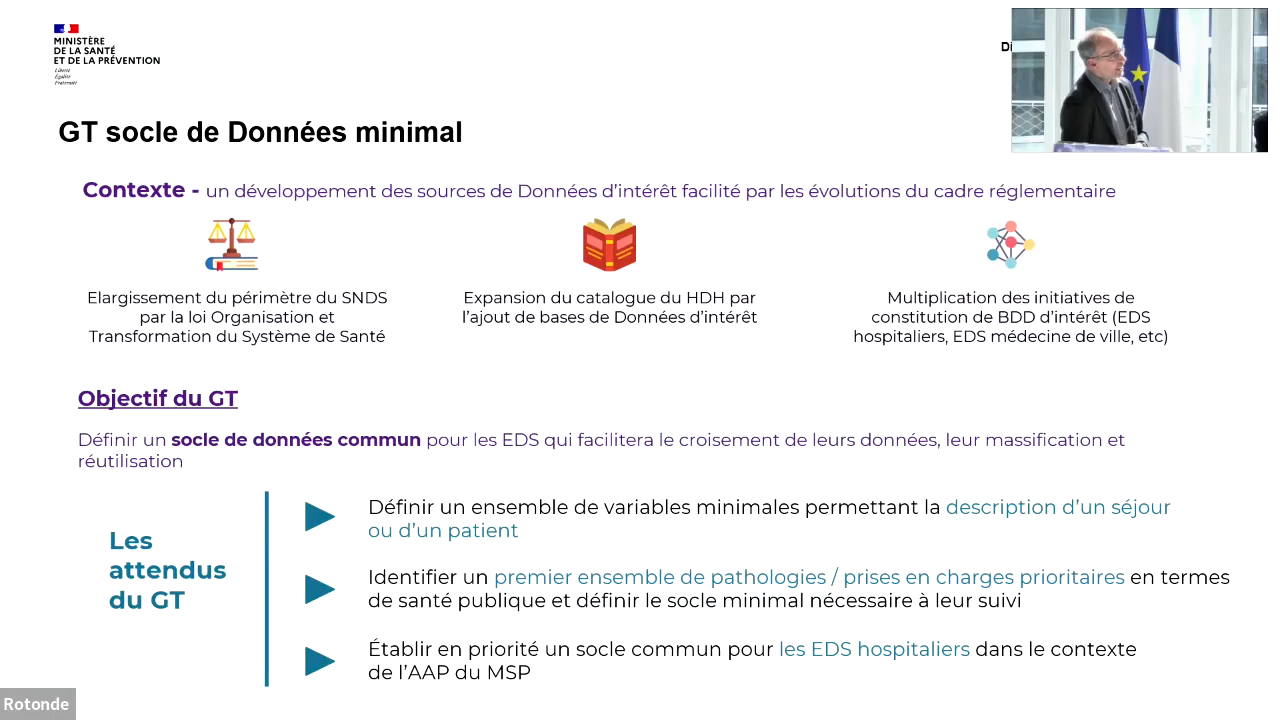 MINISTÈRE
DE LA SANTÉ
ET DE LA PRÉVENTION
Liberté
Égalité
Fraternité
Di
GT socle de Données minimal
Contexte - un développement des sources de Données d’intérêt facilité par les évolutions du cadre réglementaire
Elargissement du périmètre du SNDS
par la loi Organisation et
Transformation du Système de Santé
Expansion du catalogue du HDH par
l’ajout de bases de Données d’intérêt
Multiplication des initiatives de
constitution de BDD d’intérêt (EDS
hospitaliers, EDS médecine de ville, etc)
Objectif du GT
Définir un socle de données commun pour les EDS qui facilitera le croisement de leurs données, leur massification et
réutilisation
Les
attendus
du GT
Définir un ensemble de variables minimales permettant la description d’un séjour
ou d’un patient
Identifier un premier ensemble de pathologies / prises en charges prioritaires en termes
de santé publique et définir le socle minimal nécessaire à leur suivi
Établir en priorité un socle commun pour les EDS hospitaliers dans le contexte
de l’AAP du MSP
Rotonde